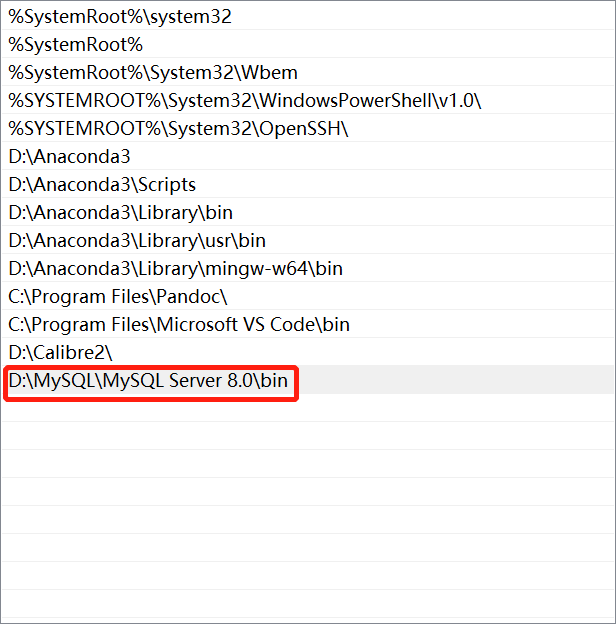 %SystemRoot%\system32
%SystemRoot%
%SystemRoot%\System32\Wbem
%SYSTEMROOT%\System32\WindowsPowerShell\v1.0\
%SYSTEMROOT%\System32\OpenSSH\
D:\Anaconda3
D:\Anaconda3\Scripts
D:\Anaconda3\Library\bin
D:\Anaconda3\Library\usr\bin
D:\Anaconda3\Library\mingw-w64\bin
C:\Program Files\Pandoc\
C:\Program Files\Microsoft VS Code\bin
D:\Calibre2\
D:\MySQL\MySQL Server 8.0\bin